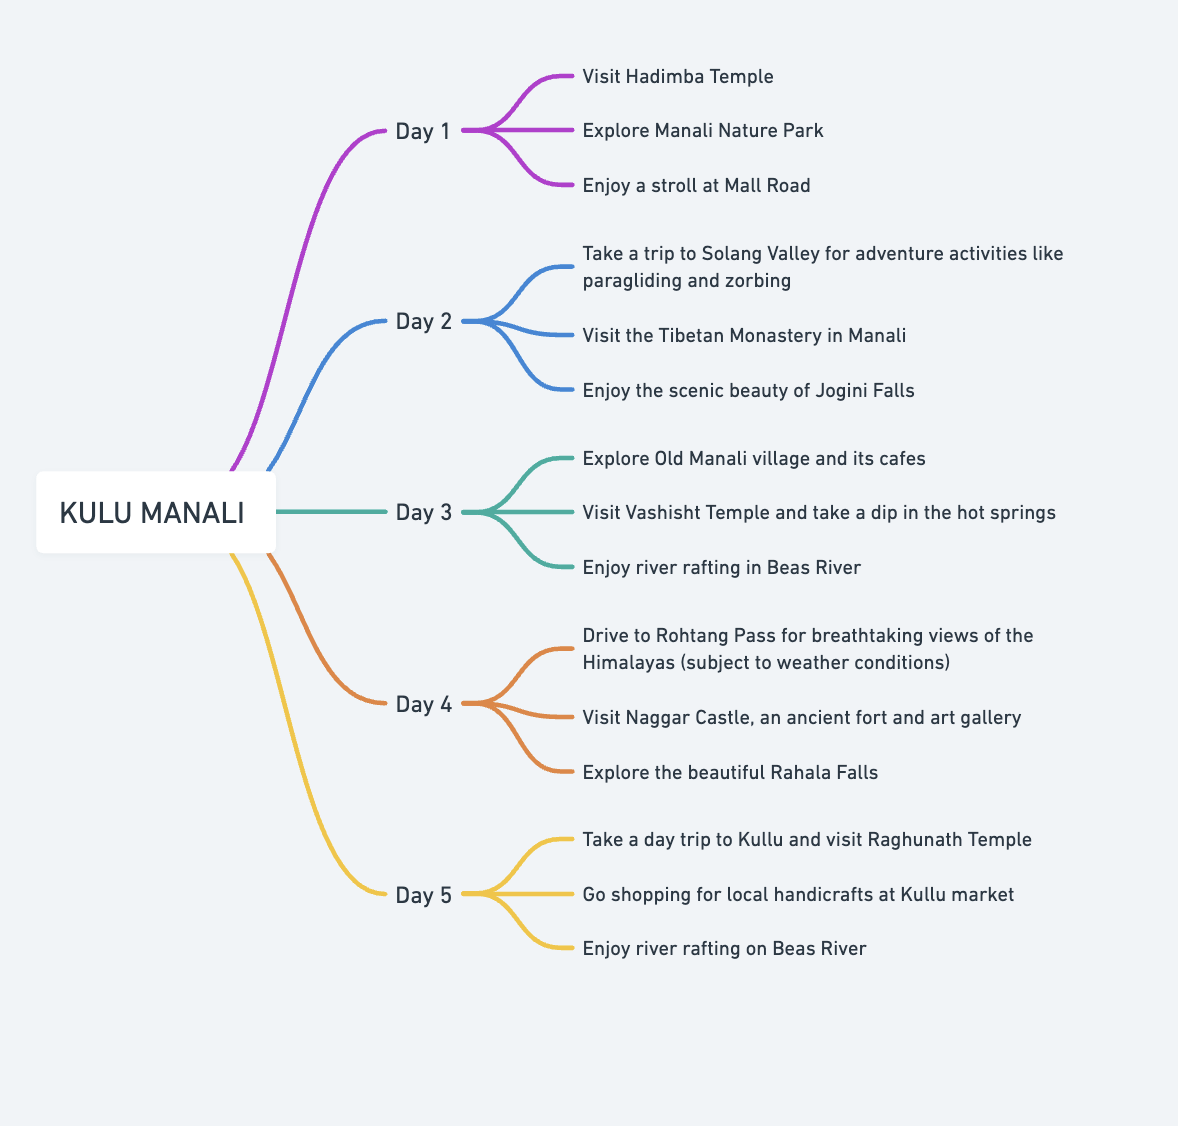 KULU MANALI
Day 1
Visit Hadimba Temple
Explore Manali Nature Park
Enjoy a stroll at Mall Road
Day 2
Take a trip to Solang Valley for adventure activities like
paragliding and zorbing
Visit the Tibetan Monastery in Manali
Enjoy the scenic beauty of Jogini Falls
Day 3
Explore Old Manali village and its cafes
Visit Vashisht Temple and take a dip in the hot springs
Enjoy river rafting in Beas River
Day 4
Drive to Rohtang Pass for breathtaking views of the
Himalayas (subject to weather conditions)
Visit Naggar Castle, an ancient fort and art gallery
Explore the beautiful Rahala Falls
Day 5
Take a day trip to Kullu and visit Raghunath Temple
Go shopping for local handicrafts at Kullu market
Enjoy river rafting on Beas River